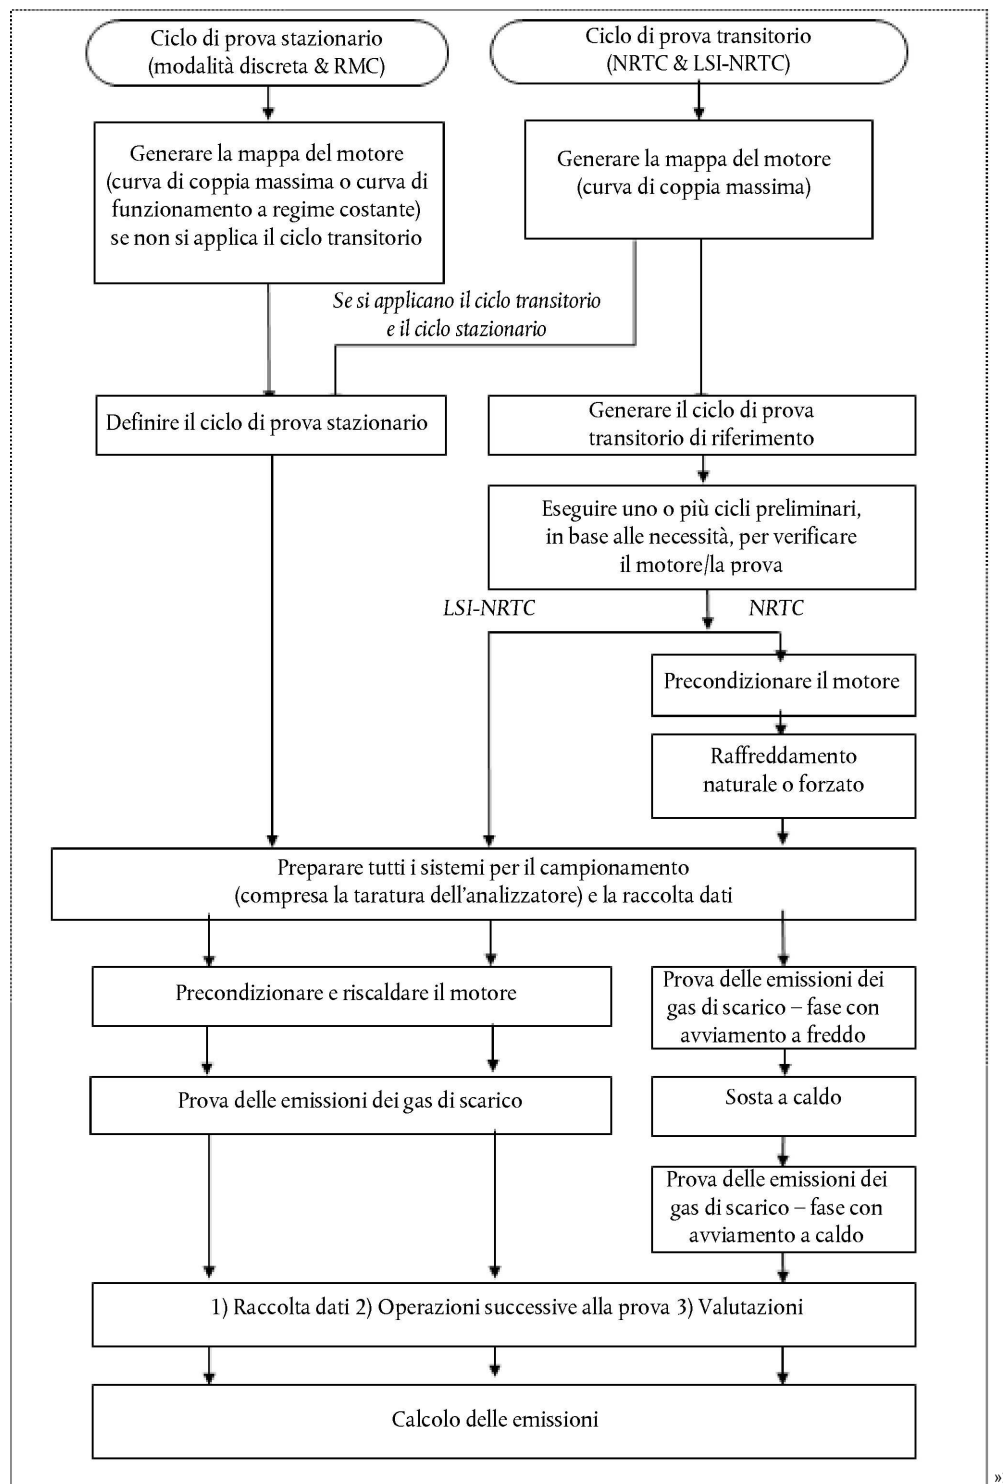 Ciclo di prova stazionario
(modalità discreta & RMC)
Ciclo di prova transitorio
(NRTC & LSI-NRTC)
Generare la mappa del motore
(curva di coppia massima o curva di
funzionamento a regime costante)
se non si applica il ciclo transitorio
Generare la mappa del motore
(curva di coppia massima)
Se si applicano il ciclo transitorio
e il ciclo stazionario
Definire il ciclo di prova stazionario
Generare il ciclo di prova
transitorio di riferimento
Eseguire uno o più cicli preliminari,
in base alle necessità, per verificare
il motore/la prova
LSI-NRTC
NRTC
Precondizionare il motore
Raffreddamento
naturale o forzato
Preparare tutti i sistemi per il campionamento
(compresa la taratura dell'analizzatore) e la raccolta dati
Precondizionare e riscaldare il motore
Prova delle emissioni dei
gas di scarico – fase con
avviamento a freddo
Prova delle emissioni dei gas di scarico
Sosta a caldo
Prova delle emissioni dei
gas di scarico – fase con
avviamento a caldo
1) Raccolta dati 2) Operazioni successive alla prova 3) Valutazioni
Calcolo delle emissioni
»